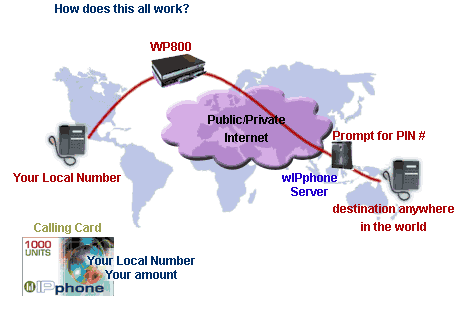 How does this all work?
WP800
Public/Private
Internet
Prompt for PIN #
Your Local Number
wIPphone
Server
destination anywhere
in the world
Calling Card
1000
UNITS
Your Local Number
Your amount
wIPphone